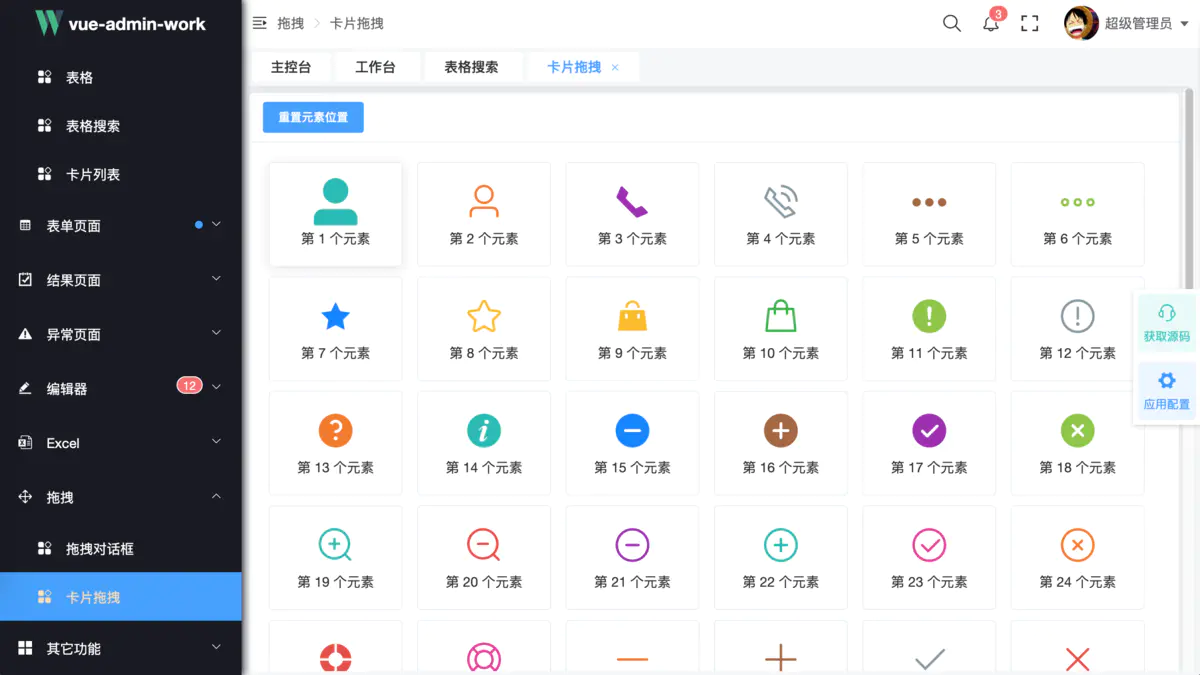 vue-admin-work
表格
表格搜索
卡片列表
表单页面
结果页面
异常页面
编辑器
12
Excel
拖拽
拖拽对话框
卡片拖拽
其它功能
拖拽 卡片拖拽
3
超级管理员
主控台 工作台 表格搜索 卡片拖拽 ×
重置元素位置
第 1 个元素 第 2 个元素 第 3 个元素 第 4 个元素 第 5 个元素 第 6 个元素
第 7 个元素 第 8 个元素 第 9 个元素 第 10 个元素 第 11 个元素 第 12 个元素
第 13 个元素 第 14 个元素 第 15 个元素 第 16 个元素 第 17 个元素 第 18 个元素
第 19 个元素 第 20 个元素 第 21 个元素 第 22 个元素 第 23 个元素 第 24 个元素
获取源码
应用配置